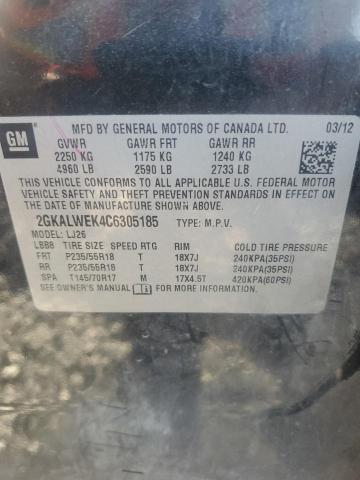 GM
MFD BY GENERAL MOTORS OF CANADA LTD. 03/12
GVWR GAWR FRT GAWR RR
2250 KG 1175 KG 1240 KG
4960 LB 2590 LB 2733 LB
THIS VEHICLE CONFORMS TO ALL APPLICABLE U.S. FEDERAL MOTOR
VEHICLE SAFETY AND THEFT PREVENTION STANDARDS IN EFFECT ON
THE DATE OF MANUFACTURE SHOWN ABOVE.
2GKALWEK4C6305185 TYPE: M.P.V.
MODEL: LJ26
LBB8 TIRE SIZE SPEED RTG RIM COLD TIRE PRESSURE
FRT P235/55R18 T 18X7J 240KPA(35PSI)
RR P235/55R18 T 18X7J 240KPA(35PSI)
SPA T145/70R17 M 17X4.5T 420KPA(60PSI)
SEE OWNER'S MANUAL FOR MORE INFORMATION.